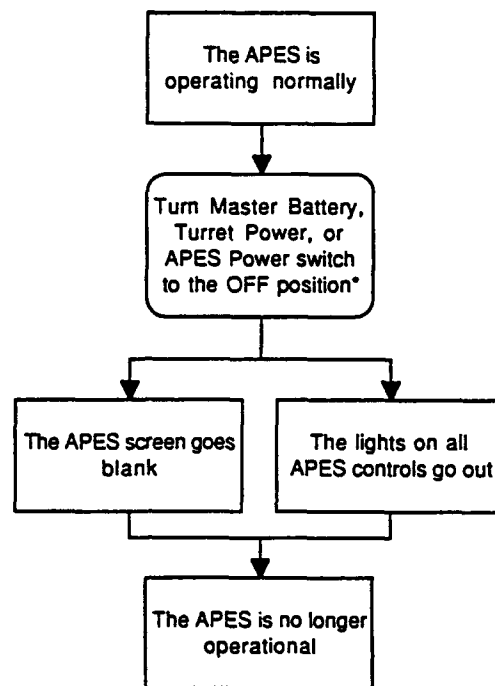 The APES is
operating normally
Turn Master Battery,
Turret Power, or
APES Power switch
to the OFF position*
The APES screen goes
blank
The lights on all
APES controls go out
The APES is no longer
operational